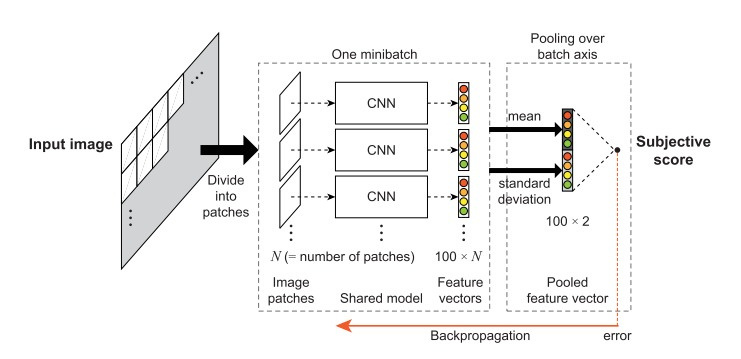 Pooling over
batch axis
One minibatch
Input image
Divide
into
patches
CNN
CNN
CNN
mean
standard
deviation
Subjective
score
100 × 2
N (= number of patches)
100 × N
Image
patches
Shared model
Feature
vectors
Pooled
feature vector
Backpropagation
error